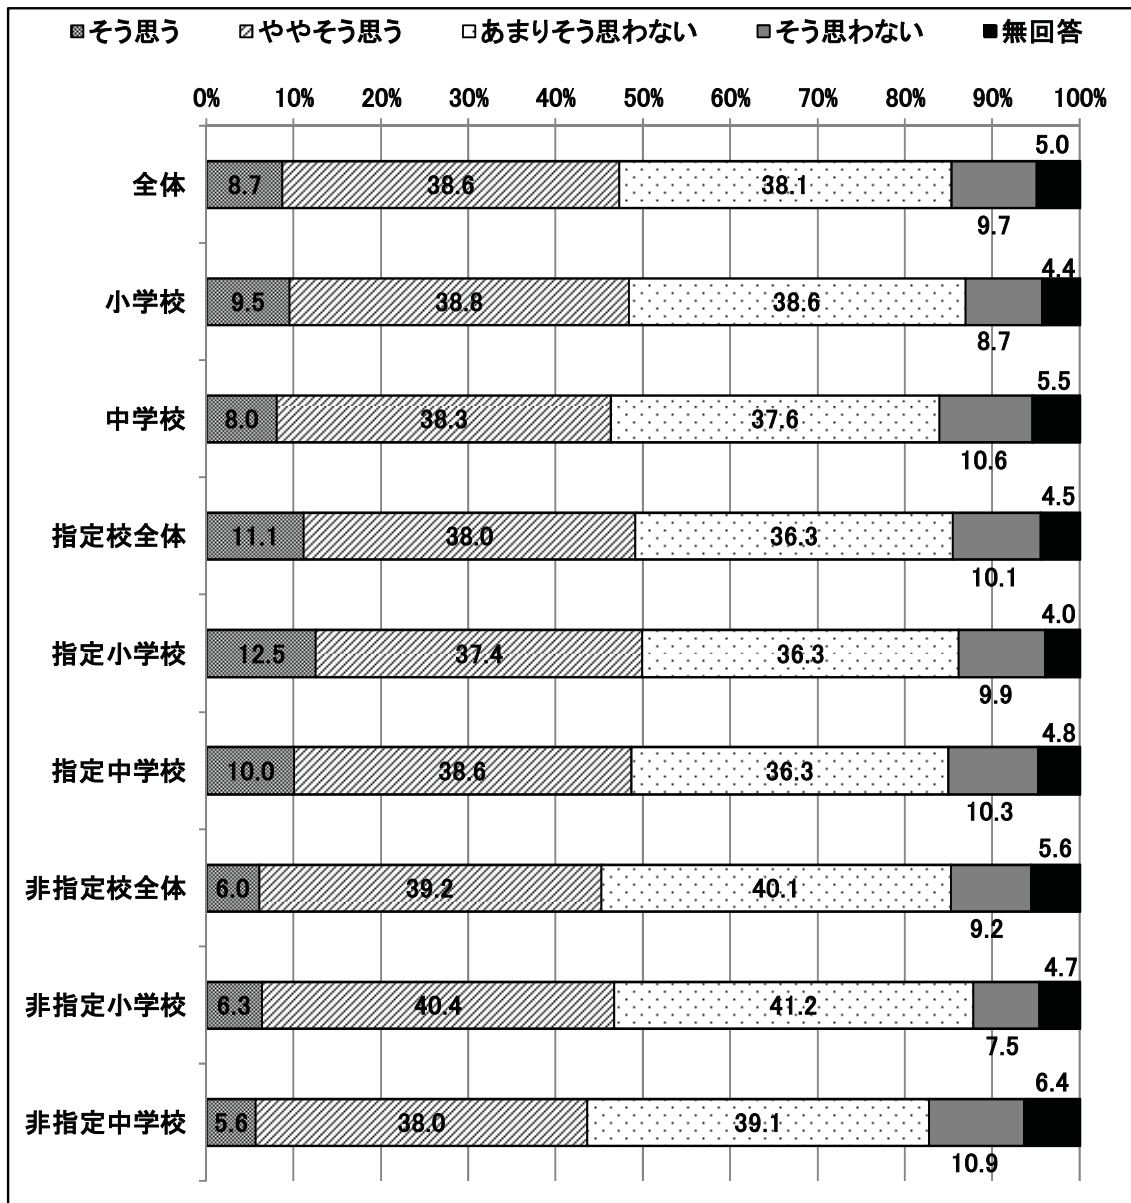 そう思う ややそう思う あまりそう思わない そう思わない 無回答
0% 10% 20% 30% 40% 50% 60% 70% 80% 90% 100%
全体 8.7 38.6 38.1 9.7 5.0
小学校 9.5 38.8 38.6 8.7 4.4
中学校 8.0 38.3 37.6 10.6 5.5
指定校全体 11.1 38.0 36.3 10.1 4.5
指定小学校 12.5 37.4 36.3 9.9 4.0
指定中学校 10.0 38.6 36.3 10.3 4.8
非指定校全体 6.0 39.2 40.1 9.2 5.6
非指定小学校 6.3 40.4 41.2 7.5 4.7
非指定中学校 5.6 38.0 39.1 10.9 6.4